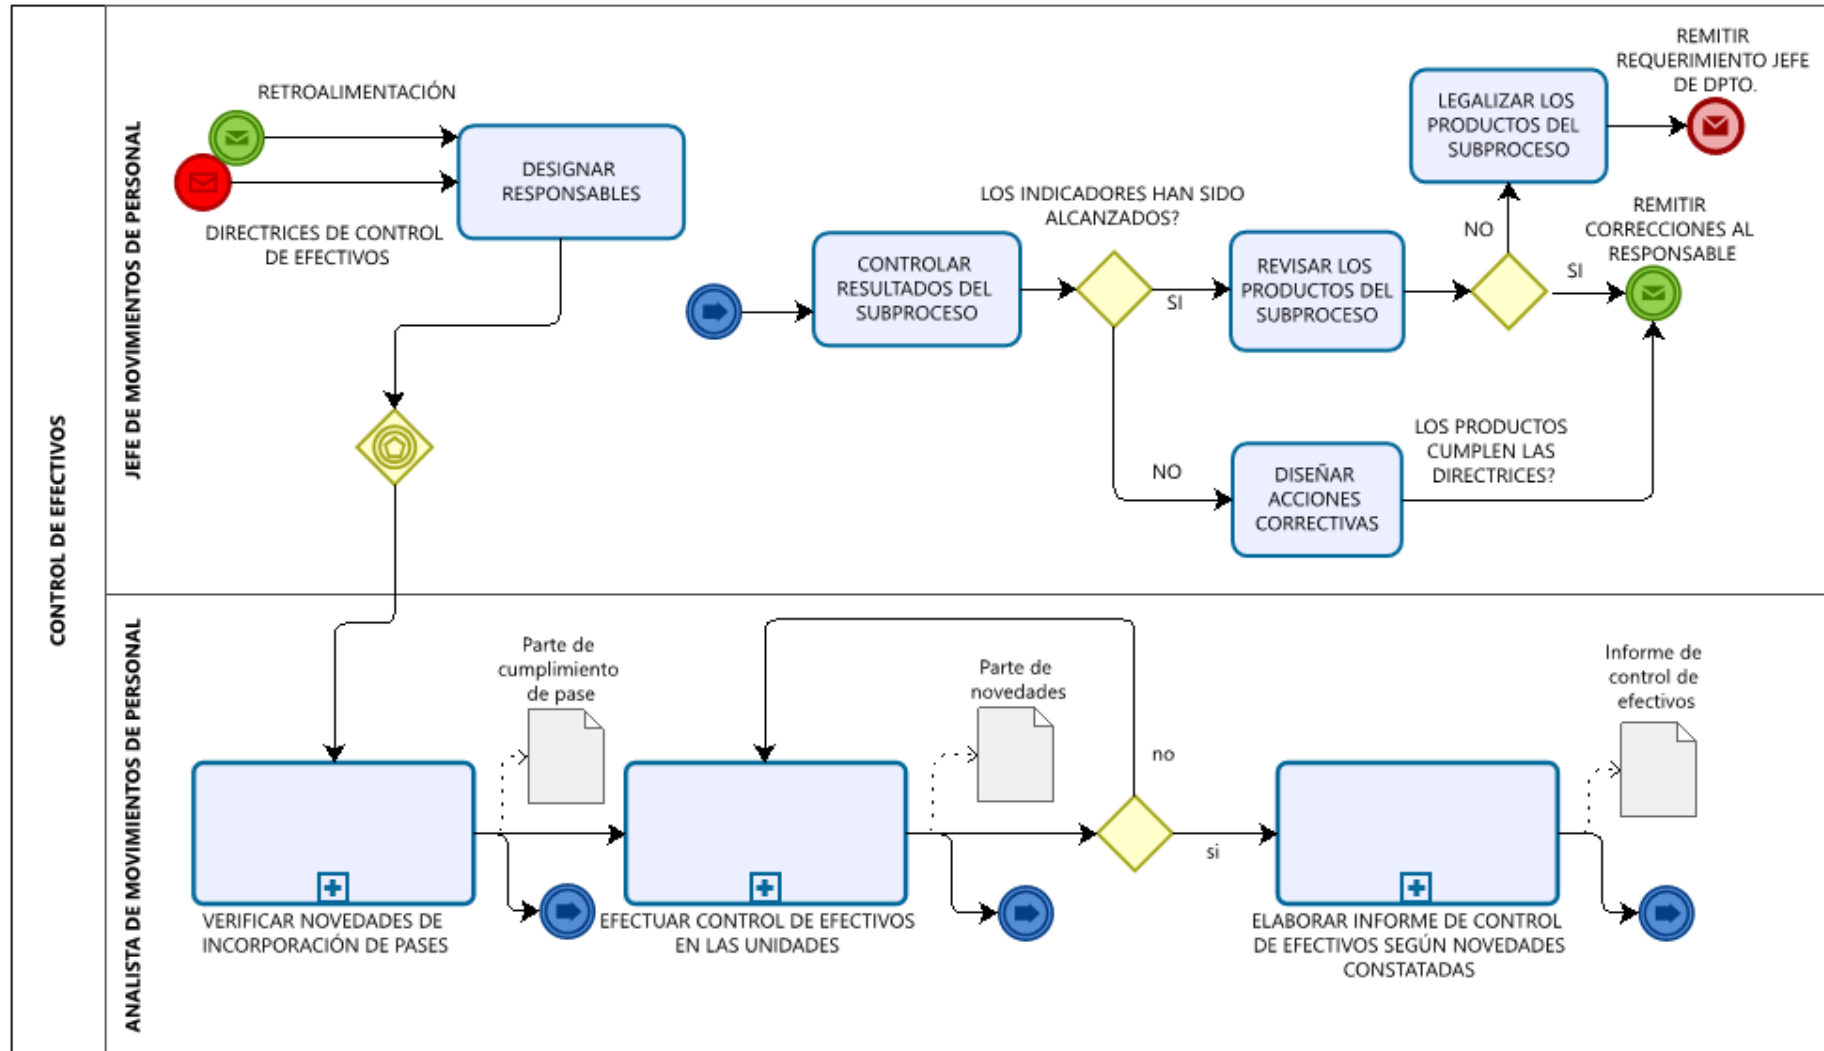 CONTROL DE EFECTIVOS
JEFE DE MOVIMIENTOS DE PERSONAL
RETROALIMENTACIÓN
DIRECTRICES DE CONTROL
DE EFECTIVOS
DESIGNAR
RESPONSABLES
CONTROLAR
RESULTADOS DEL
SUBPROCESO
LOS INDICADORES HAN SIDO
ALCANZADOS?
SI
NO
REVISAR LOS
PRODUCTOS DEL
SUBPROCESO
NO
SI
LEGALIZAR LOS
PRODUCTOS DEL
SUBPROCESO
REMITIR
REQUERIMIENTO JEFE
DE DPTO.
REMITIR
CORRECCIONES AL
RESPONSABLE
DISEÑAR
ACCIONES
CORRECTIVAS
LOS PRODUCTOS
CUMPLEN LAS
DIRECTRICES?
ANALISTA DE MOVIMIENTOS DE PERSONAL
VERIFICAR NOVEDADES DE
INCORPORACIÓN DE PASES
Parte de
cumplimiento
de pase
EFECTUAR CONTROL DE EFECTIVOS
EN LAS UNIDADES
Parte de
novedades
no
si
ELABORAR INFORME DE CONTROL
DE EFECTIVOS SEGÚN NOVEDADES
CONSTATADAS
Informe de
control de
efectivos